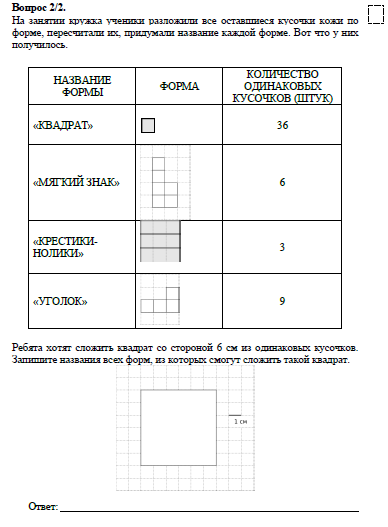 Вопрос 2/2.
На занятии кружка ученики разложили все оставшиеся кусочки кожи по
форме, пересчитали их, придумали название каждой форме. Вот что у них
получилось.
НАЗВАНИЕ ФОРМЫ
ФОРМА
КОЛИЧЕСТВО ОДИНАКОВЫХ КУСОЧКОВ (ШТУК)
«КВАДРАТ»
36
«МЯГКИЙ ЗНАК»
6
«КРЕСТИКИ-
НОЛИКИ»
3
«УГОЛОК»
9
Ребята хотят сложить квадрат со стороной 6 см из одинаковых кусочков.
Запишите названия всех форм, из которых смогут сложить такой квадрат.
1 см
Ответ: